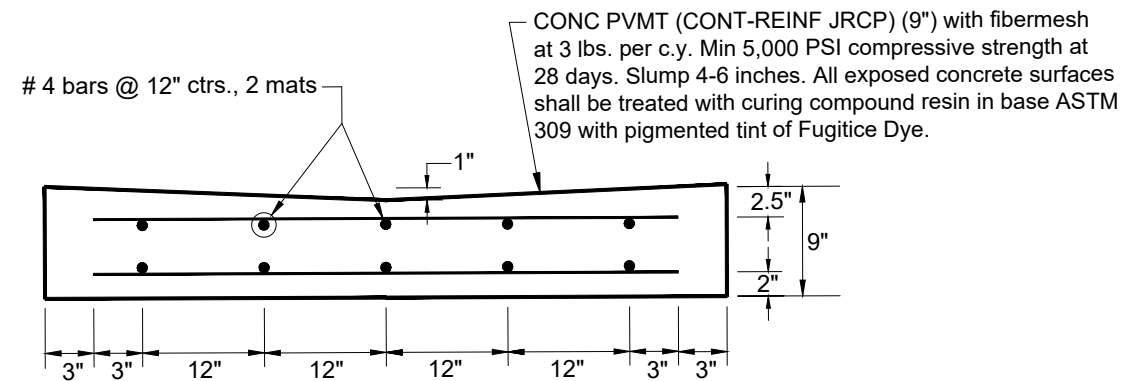 CONC PVMT (CONT-REINF JRCP) (9") with fibermesh
at 3 lbs. per c.y. Min 5,000 PSI compressive strength at
28 days. Slump 4-6 inches. All exposed concrete surfaces
shall be treated with curing compound resin in base ASTM
309 with pigmented tint of Fugitice Dye.
# 4 bars @ 12" ctrs., 2 mats
1"
2.5"
9"
2"
3" 3" 12" 12" 12" 12" 3" 3"